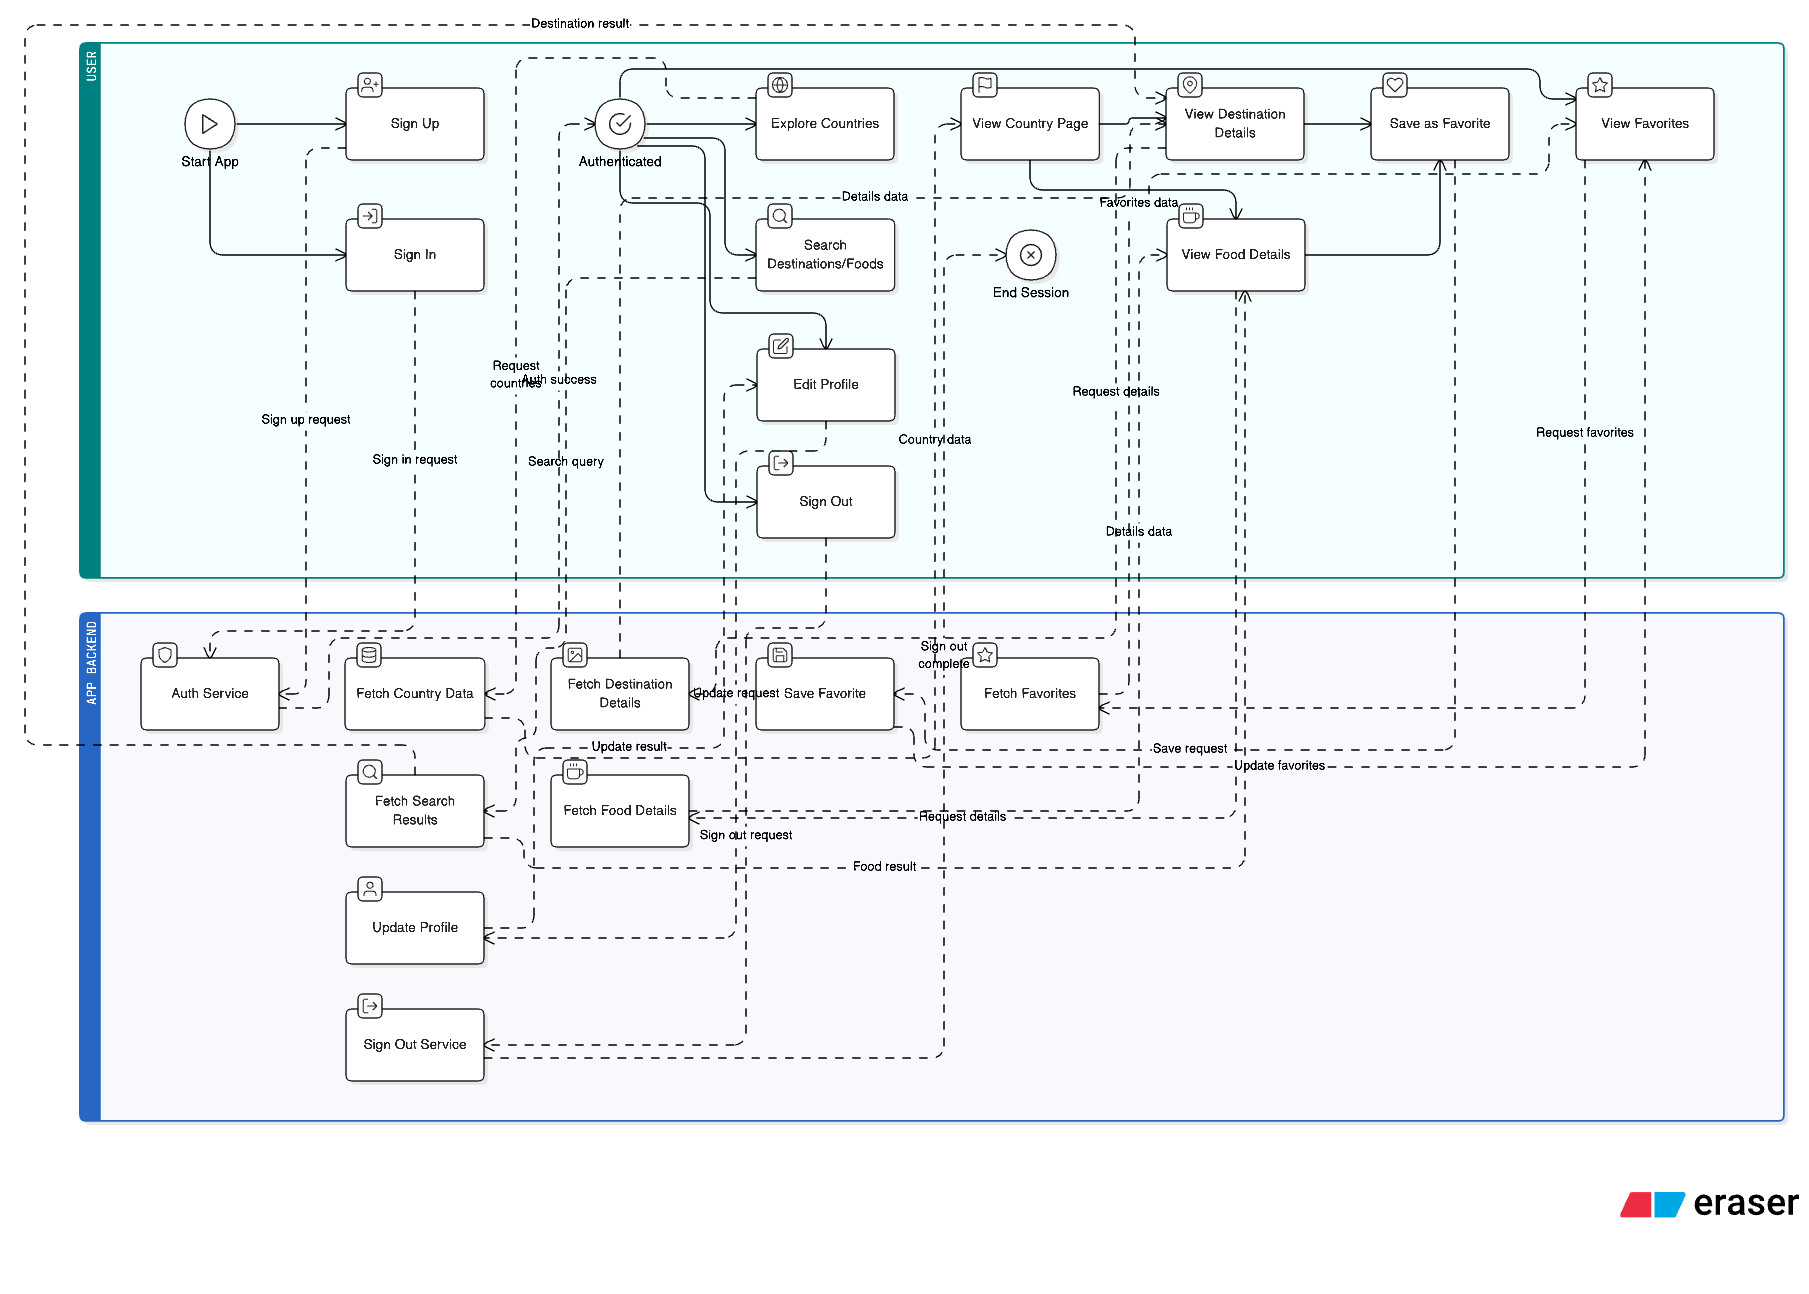 Destination result
USER
Start App
Sign Up
Authenticated
Explore Countries
View Country Page
View Destination
Details
Save as Favorite
View Favorites
Details data
Favorites data
Sign In
Search
Destinations/Foods
End Session
View Food Details
Request
countries
Auth success
Edit Profile
Request details
Sign up request
Country data
Request favorites
Sign in request
Search query
Sign Out
Details data
APP BACKEND
Sign out
complete
Auth Service
Fetch Country Data
Fetch Destination
Details
Update request
Save Favorite
Fetch Favorites
Update result
Save request
Update favorites
Fetch Search
Results
Fetch Food Details
Request details
Sign out request
Food result
Update Profile
Sign Out Service
eraser